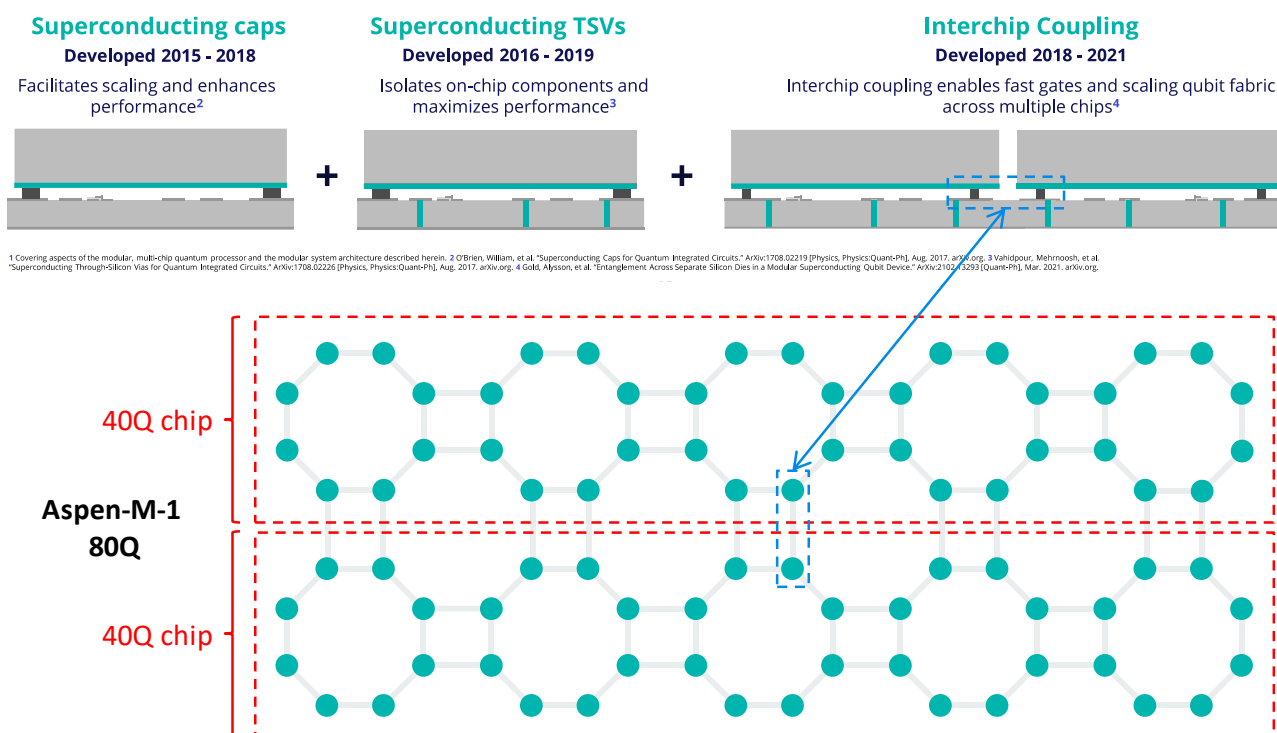 Superconducting caps
Developed 2015 - 2018
Facilitates scaling and enhances
performance2
Superconducting TSVs
Developed 2016 - 2019
Isolates on-chip components and
maximizes performance3
Interchip Coupling
Developed 2018 - 2021
Interchip coupling enables fast gates and scaling qubit fabric
across multiple chips4
+
+
1 Covering aspects of the modular, multi-chip quantum processor and the modular system architecture described herein. 2 O'Brien, William, et al. "Superconducting Caps for Quantum Integrated Circuits." ArXiv:1708.02219 [Physics, Physics:Quant-Ph], Aug. 2017. arXiv.org. 3 Vahidpour, Mehrnoosh, et al.
"Superconducting Through-Silicon Vias for Quantum Integrated Circuits." ArXiv:1708.02226 [Physics, Physics:Quant-Ph], Aug. 2017. arXiv.org. 4 Gold, Alysson, et al. "Entanglement Across Separate Silicon Dies in a Modular Superconducting Qubit Device." ArXiv:2102.13293 [Quant-Ph], Mar. 2021. arXiv.org.
40Q chip
Aspen-M-1
80Q
40Q chip